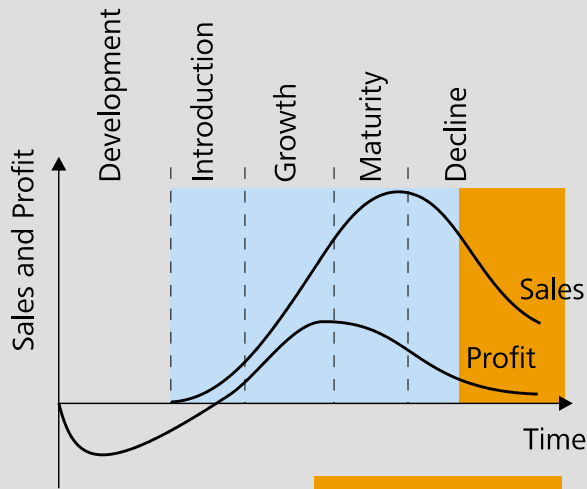 Development
Introduction
Growth
Maturity
Decline
Sales and Profit
Sales
Profit
Time